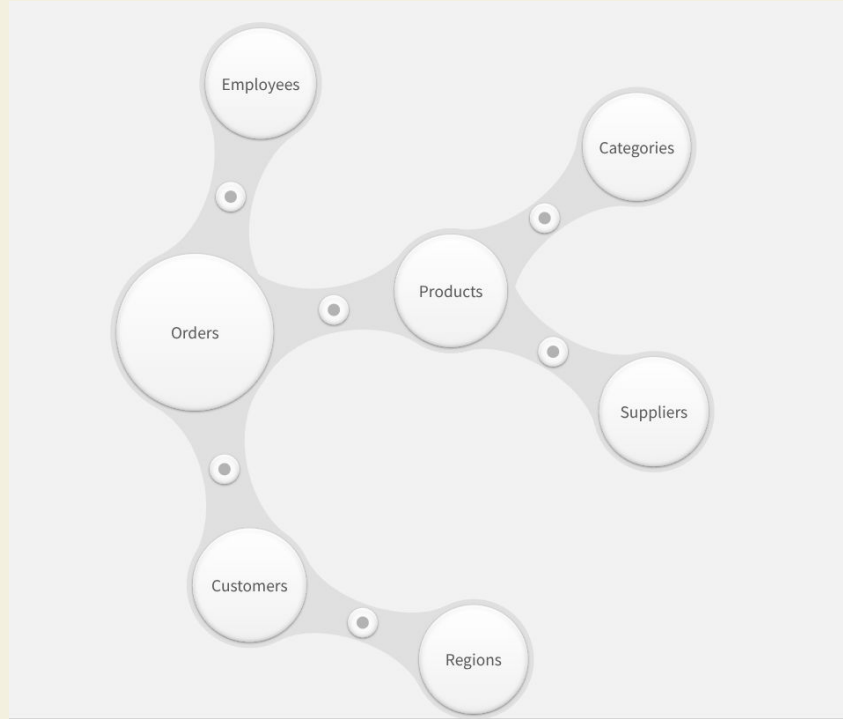 Employees
Categories
Products
Orders
Suppliers
Customers
Regions